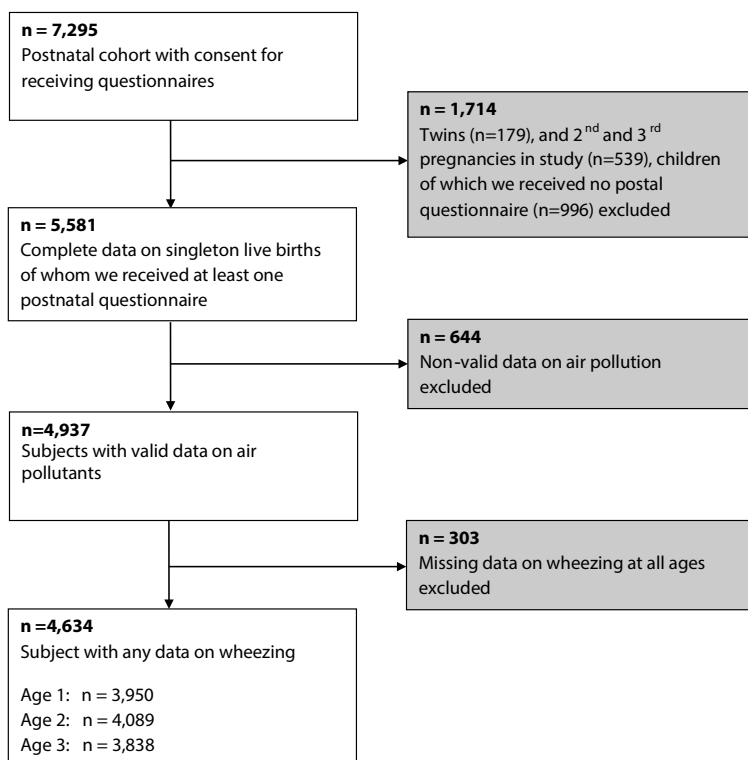 n = 7,295
Postnatal cohort with consent for
receiving questionnaires
n = 1,714
Twins (n=179), and 2nd and 3rd
pregnancies in study (n=539), children
of which we received no postal
questionnaire (n=996) excluded
n = 5,581
Complete data on singleton live births
of whom we received at least one
postnatal questionnaire
n = 644
Non-valid data on air pollution
excluded
n=4,937
Subjects with valid data on air
pollutants
n = 303
Missing data on wheezing at all ages
excluded
n =4,634
Subject with any data on wheezing
Age 1: n = 3,950
Age 2: n = 4,089
Age 3: n = 3,838